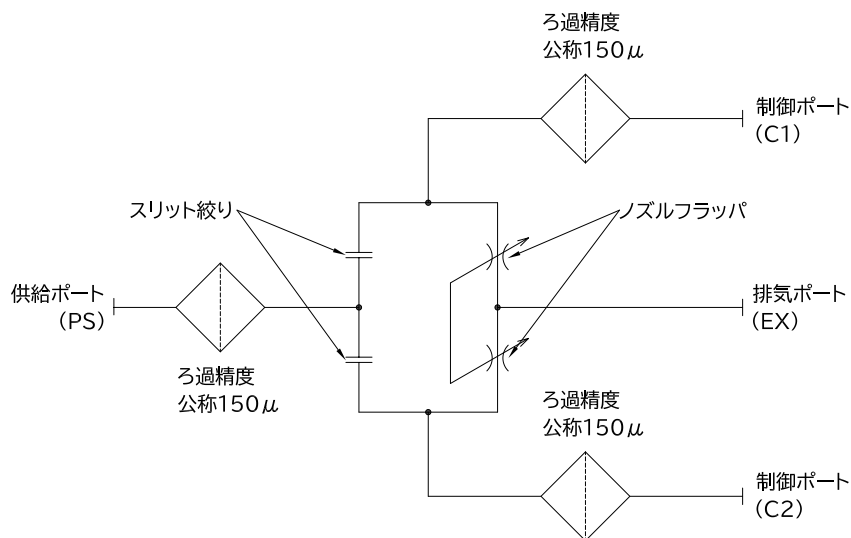 ろ過精度
公称150μ
制御ポート
(C1)
スリット絞り
ノズルフラッパ
供給ポート
(PS)
排気ポート
(EX)
ろ過精度
公称150μ
ろ過精度
公称150μ
制御ポート
(C2)